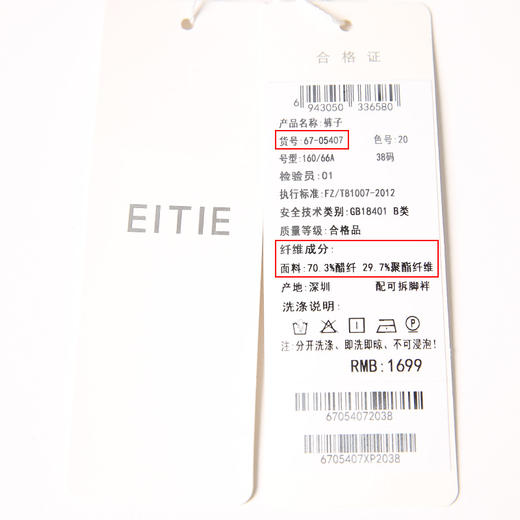 EITIE
合格证
6 943050 336580
产品名称:裤子
货号:67-05407 色号:20
号型:160/66A 38码
检验员:01
执行标准:FZ/T81007-2012
安全技术类别:GB18401 B类
质量等级:合格品
纤维成分:
面料:70.3%醋纤 29.7%聚酯纤维
产地:深圳 配可拆脚袢
洗涤说明:
注:分开洗涤、即洗即晾、不可浸泡!
RMB:1699
67054072038
6705407XP2038